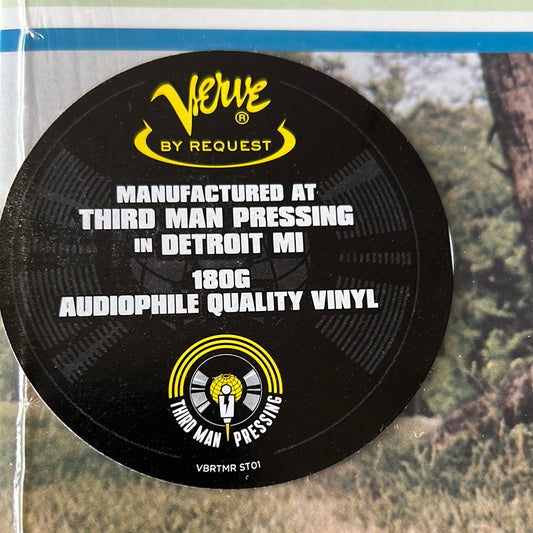 Verve®
BY REQUEST
MANUFACTURED AT
THIRD MAN PRESSING
IN DETROIT MI
180G
AUDIOPHILE QUALITY VINYL
THIRD MAN PRESSING
VBRTMR ST01